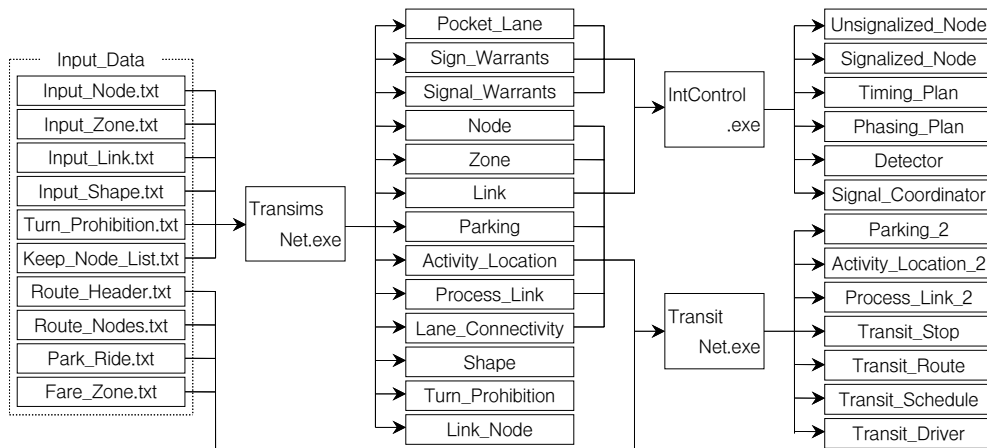 Input_Data
Input_Node.txt
Input_Zone.txt
Input_Link.txt
Input_Shape.txt
Turn_Prohibition.txt
Keep_Node_List.txt
Route_Header.txt
Route_Nodes.txt
Park_Ride.txt
Fare_Zone.txt
Transims
Net.exe
Pocket_Lane
Sign_Warrants
Signal_Warrants
Node
Zone
Link
Parking
Activity_Location
Process_Link
Lane_Connectivity
Shape
Turn_Prohibition
Link_Node
IntControl
.exe
Transit
Net.exe
Unsignalized_Node
Signalized_Node
Timing_Plan
Phasing_Plan
Detector
Signal_Coordinator
Parking_2
Activity_Location_2
Process_Link_2
Transit_Stop
Transit_Route
Transit_Schedule
Transit_Driver